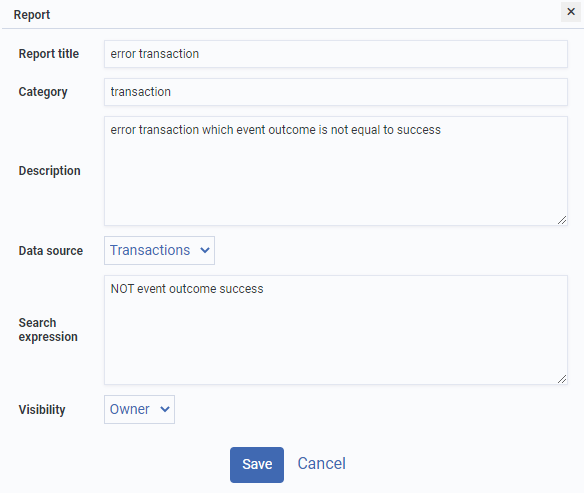 Report
Report title
error transaction
Category
transaction
Description
error transaction which event outcome is not equal to success
Data source
Transactions
Search
expression
NOT event outcome success
Visibility
Owner
Save
Cancel